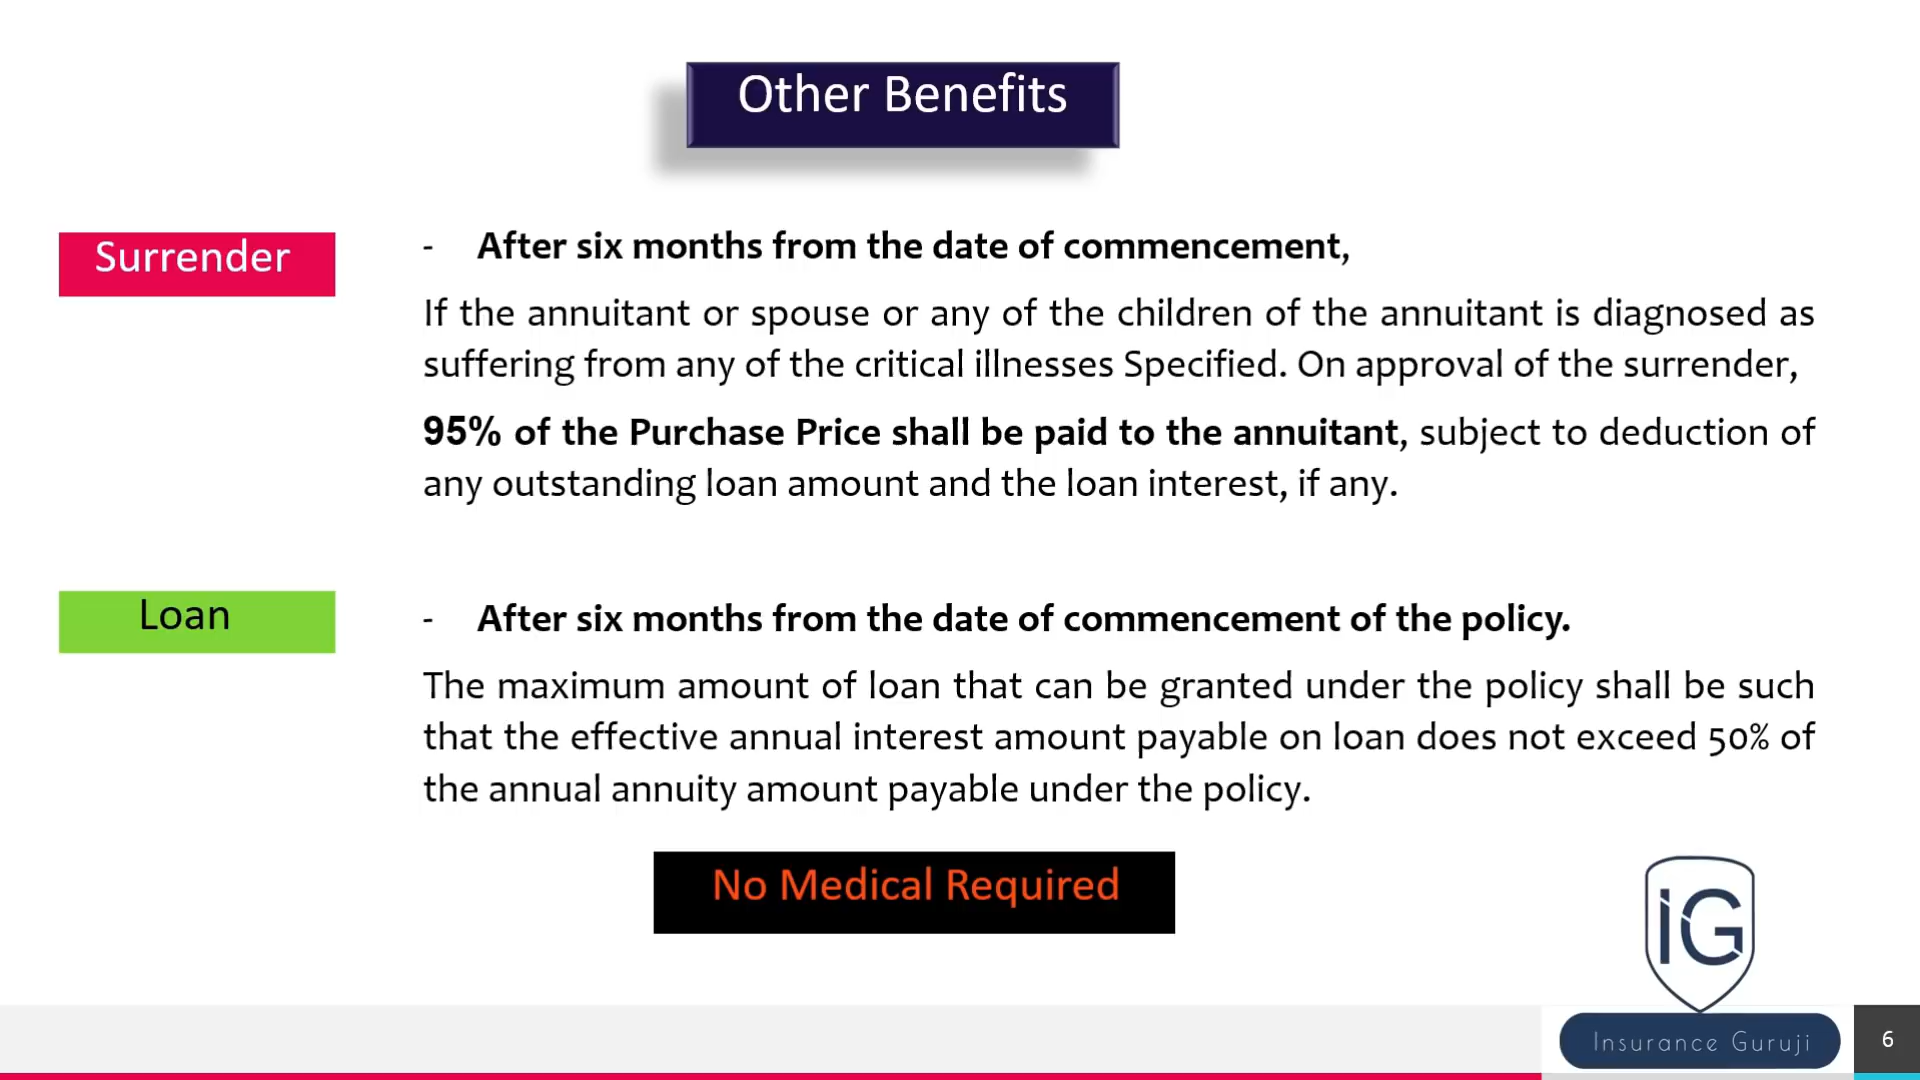 Other Benefits
Surrender
- After six months from the date of commencement,
If the annuitant or spouse or any of the children of the annuitant is diagnosed as
suffering from any of the critical illnesses Specified. On approval of the surrender,
95% of the Purchase Price shall be paid to the annuitant, subject to deduction of
any outstanding loan amount and the loan interest, if any.
Loan
- After six months from the date of commencement of the policy.
The maximum amount of loan that can be granted under the policy shall be such
that the effective annual interest amount payable on loan does not exceed 50% of
the annual annuity amount payable under the policy.
No Medical Required
IG
Insurance Guruji
6